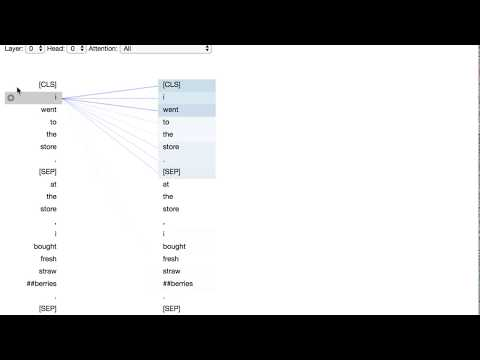 Layer: 0 Head: 0 Attention: All
[CLS] [CLS]
i i
went went
to to
the the
store store
. .
[SEP] [SEP]
at at
the the
store store
, ,
i i
bought bought
fresh fresh
straw straw
##berries ##berries
. .
[SEP] [SEP]